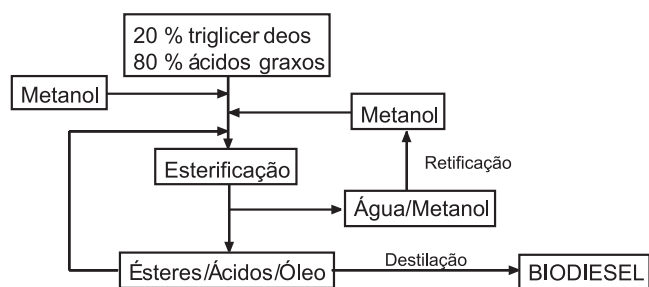 20 % triglicer deos
80 % ácidos graxos
Metanol
Metanol
Retificação
Esterificação
Água/Metanol
Ésteres/Ácidos/Óleo
Destilação
BIODIESEL